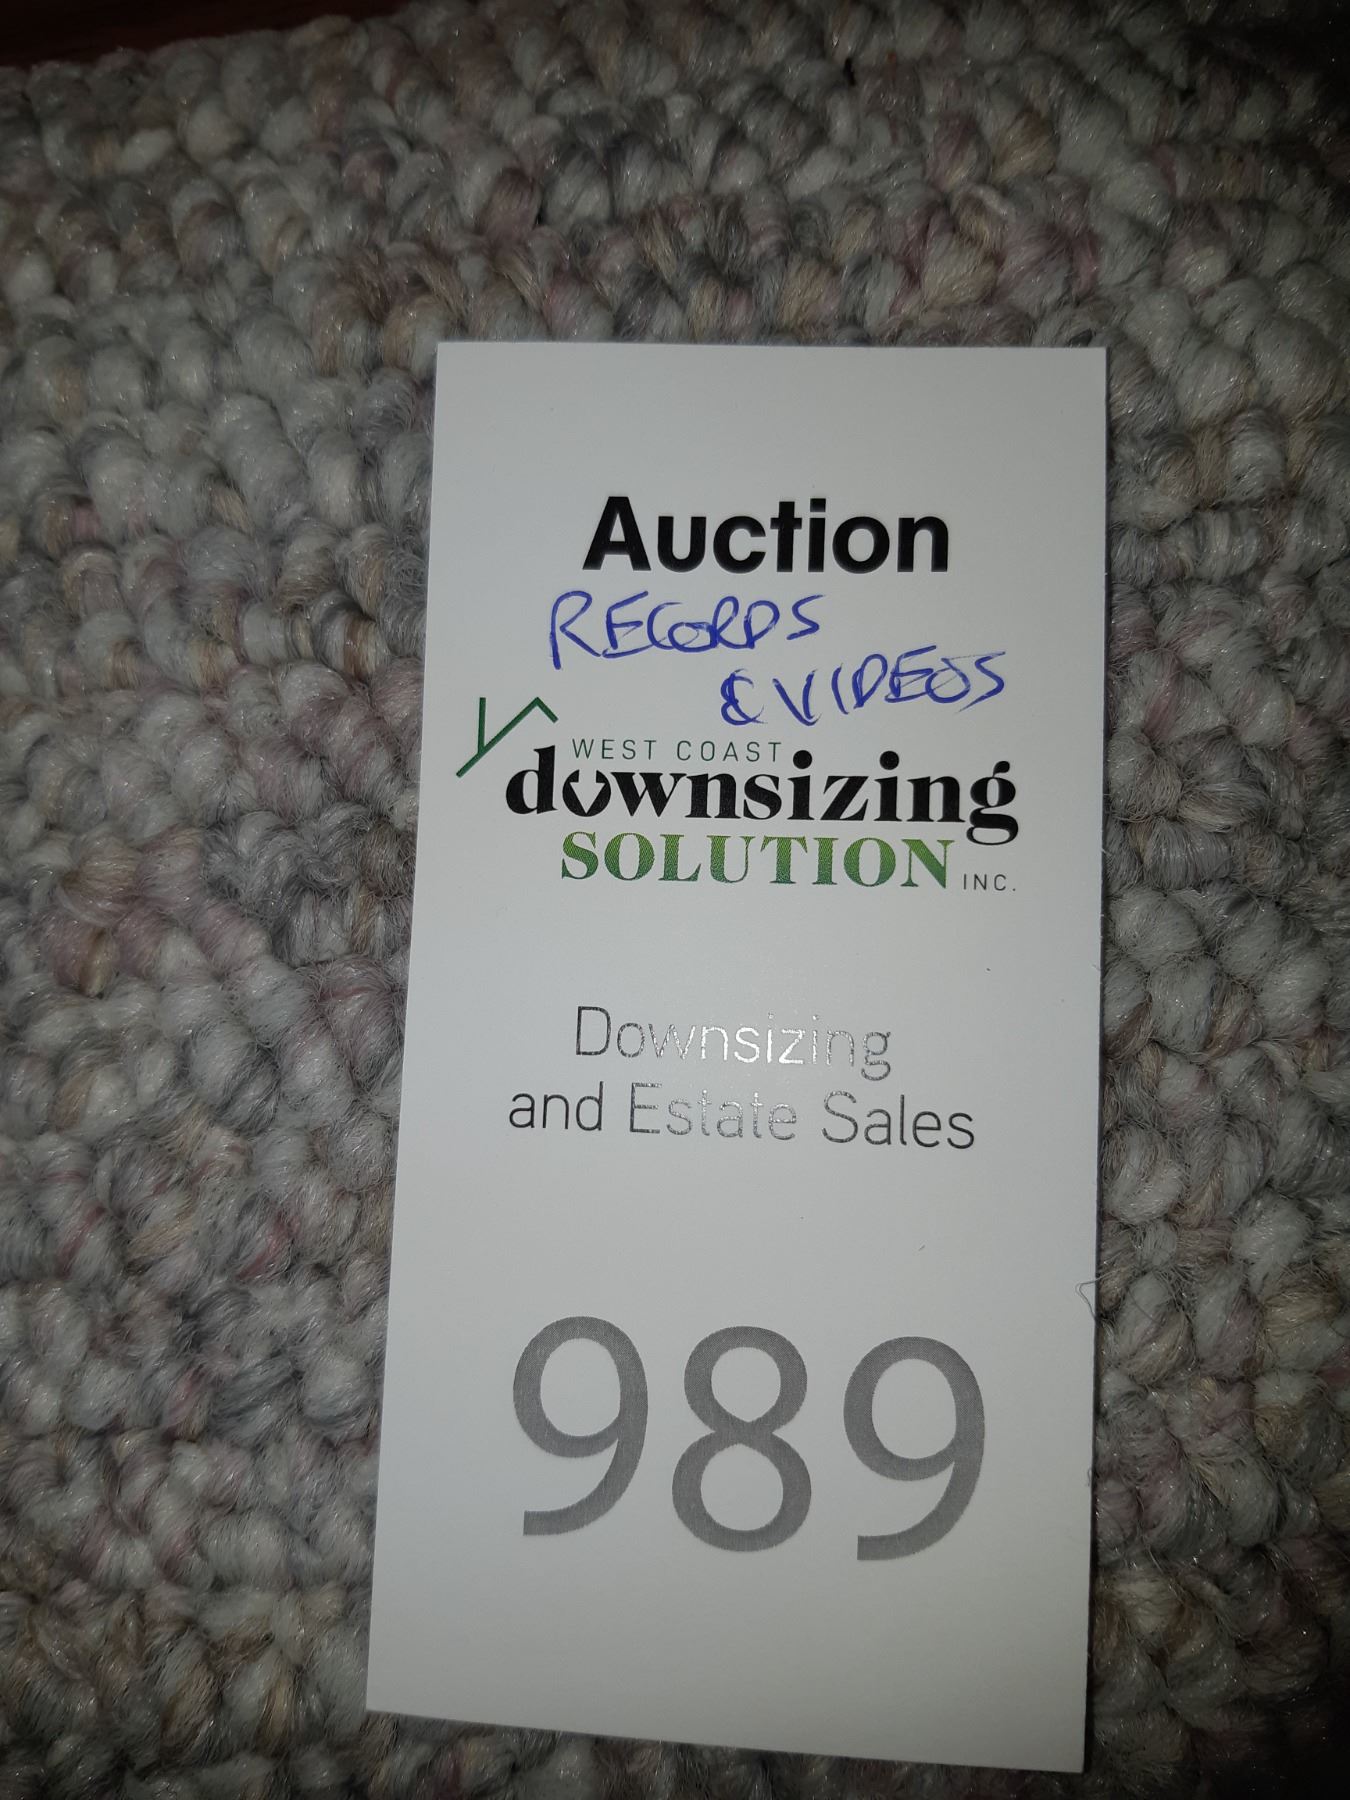 Auction
RECORDS
& VIDEOS
WEST COAST
downsizing
SOLUTION INC.
Downsizing
and Estate Sales
989